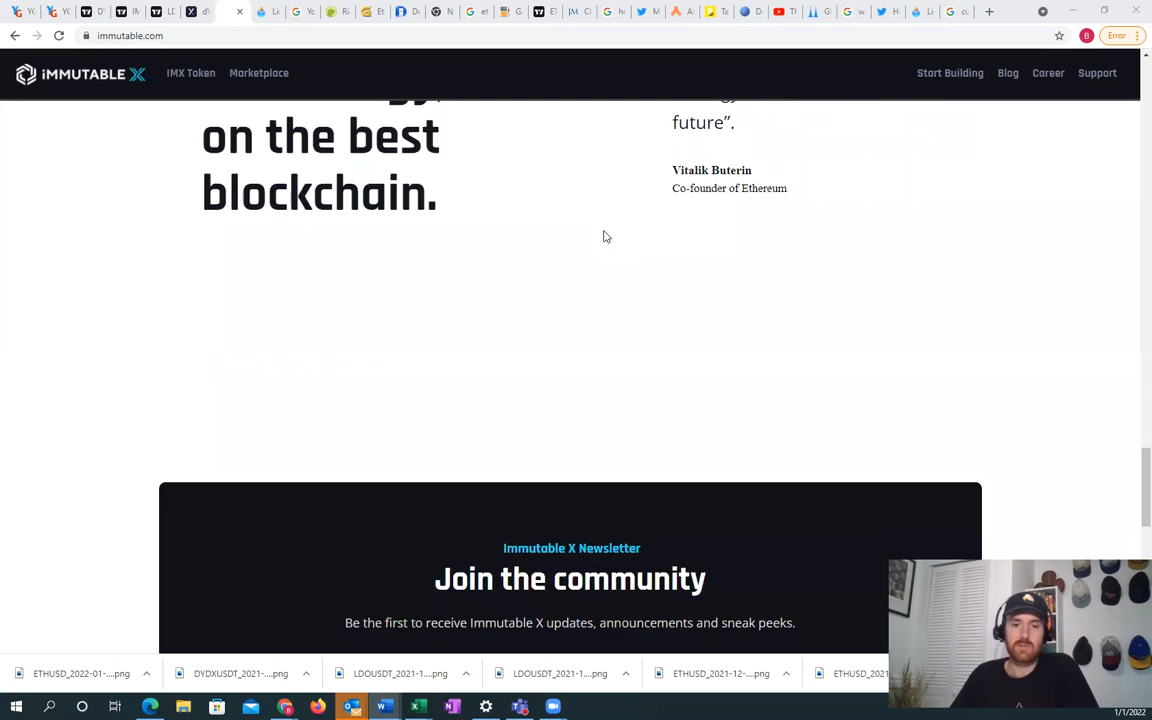 immutable.com
Error
IMMUTABLE X
IMX Token
Marketplace
Start Building
Blog
Career
Support
on the best
blockchain.
future”.
Vitalik Buterin
Co-founder of Ethereum
Immutable X Newsletter
Join the community
Be the first to receive Immutable X updates, announcements and sneak peeks.
ETHUSD_2022-01-....png
DYDXUSDT_2021-....png
LDOUSDT_2021-1....png
LDOUSDT_2021-1....png
ETHUSD_2021-12-....png
1/1/2022